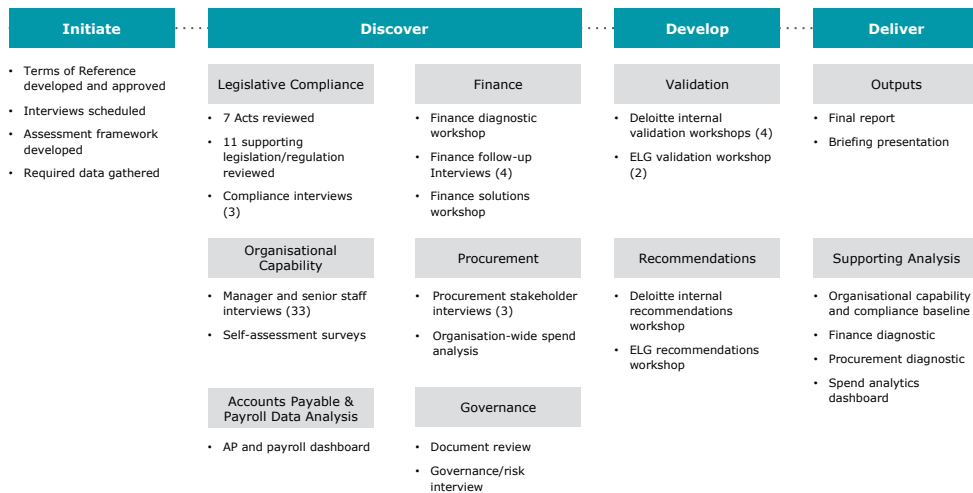 Initiate
Discover
Develop
Deliver
• Terms of Reference
developed and approved
• Interviews scheduled
• Assessment framework
developed
• Required data gathered
Legislative Compliance
• 7 Acts reviewed
• 11 supporting
legislation/regulation
reviewed
• Compliance interviews
(3)
Finance
• Finance diagnostic
workshop
• Finance follow-up
Interviews (4)
• Finance solutions
workshop
Validation
• Deloitte internal
validation workshops (4)
• ELG validation workshop
(2)
Outputs
• Final report
• Briefing presentation
Organisational
Capability
• Manager and senior staff
interviews (33)
• Self-assessment surveys
Procurement
• Procurement stakeholder
interviews (3)
• Organisation-wide spend
analysis
Recommendations
• Deloitte internal
recommendations
workshop
• ELG recommendations
workshop
Supporting Analysis
• Organisational capability
and compliance baseline
• Finance diagnostic
• Procurement diagnostic
• Spend analytics
dashboard
Accounts Payable &
Payroll Data Analysis
• AP and payroll dashboard
Governance
• Document review
• Governance/risk
interview